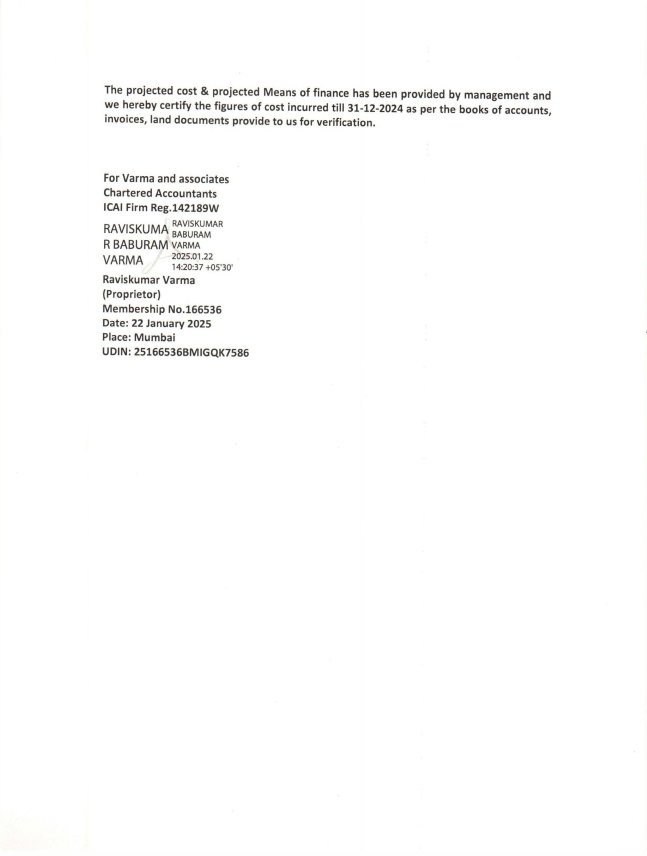 The projected cost & projected Means of finance has been provided by management and
we hereby certify the figures of cost incurred till 31-12-2024 as per the books of accounts,
invoices, land documents provide to us for verification.
For Varma and associates
Chartered Accountants
ICAI Firm Reg.142189W
RAVISKUMA
R BABURAM
VARMA
RAVISKUMAR
BABURAM
VARMA
2025.01.22
14:20:37 +05'30'
Raviskumar Varma
(Proprietor)
Membership No.166536
Date: 22 January 2025
Place: Mumbai
UDIN: 25166536BMIGQK7586